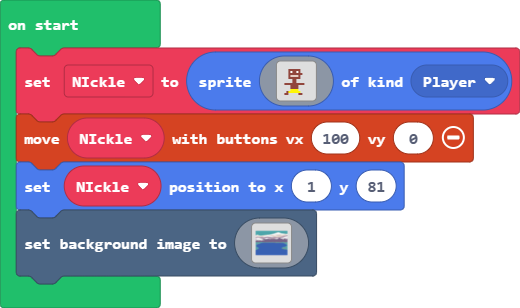 on start
set NIckle to sprite of kind Player
move NIckle with buttons vx 100 vy 0
set NIckle position to x 1 y 81
set background image to